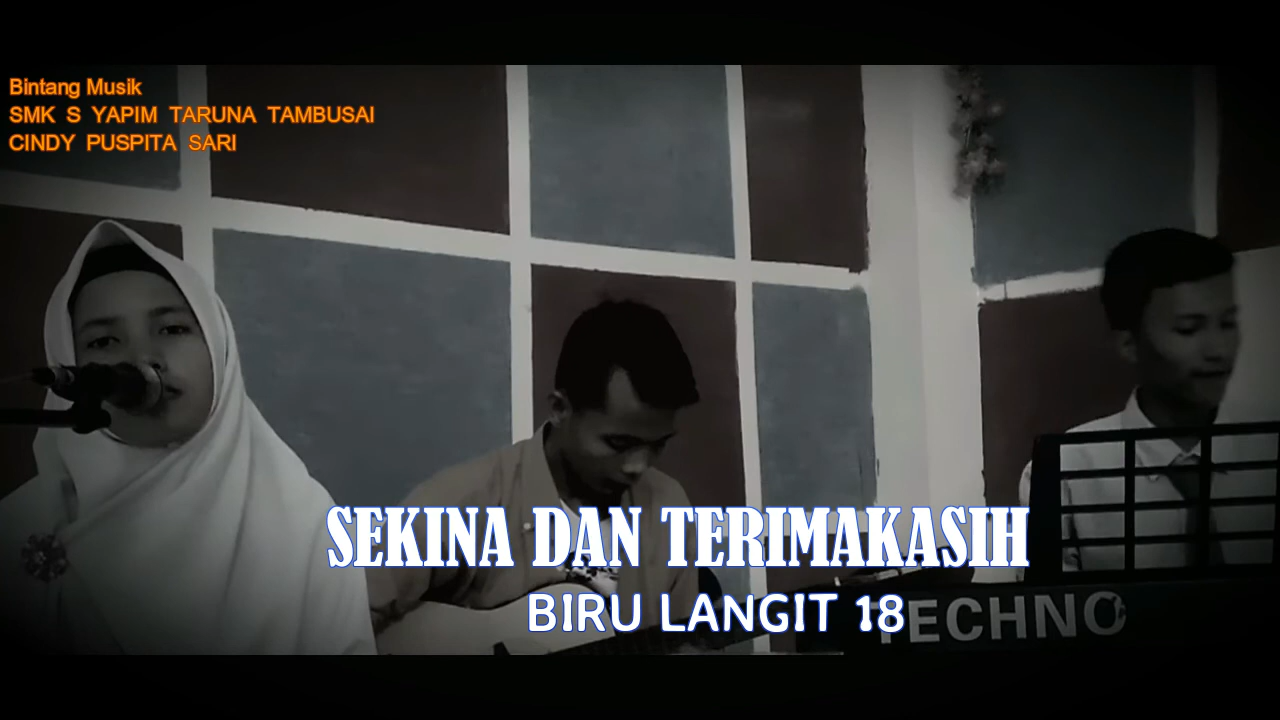 Bintang Musik
SMK S YAPIM TARUNA TAMBUSAI
CINDY PUSPITA SARI
SEKINA DAN TERIMAKASIH
BIRU LANGIT 18
TECHNO